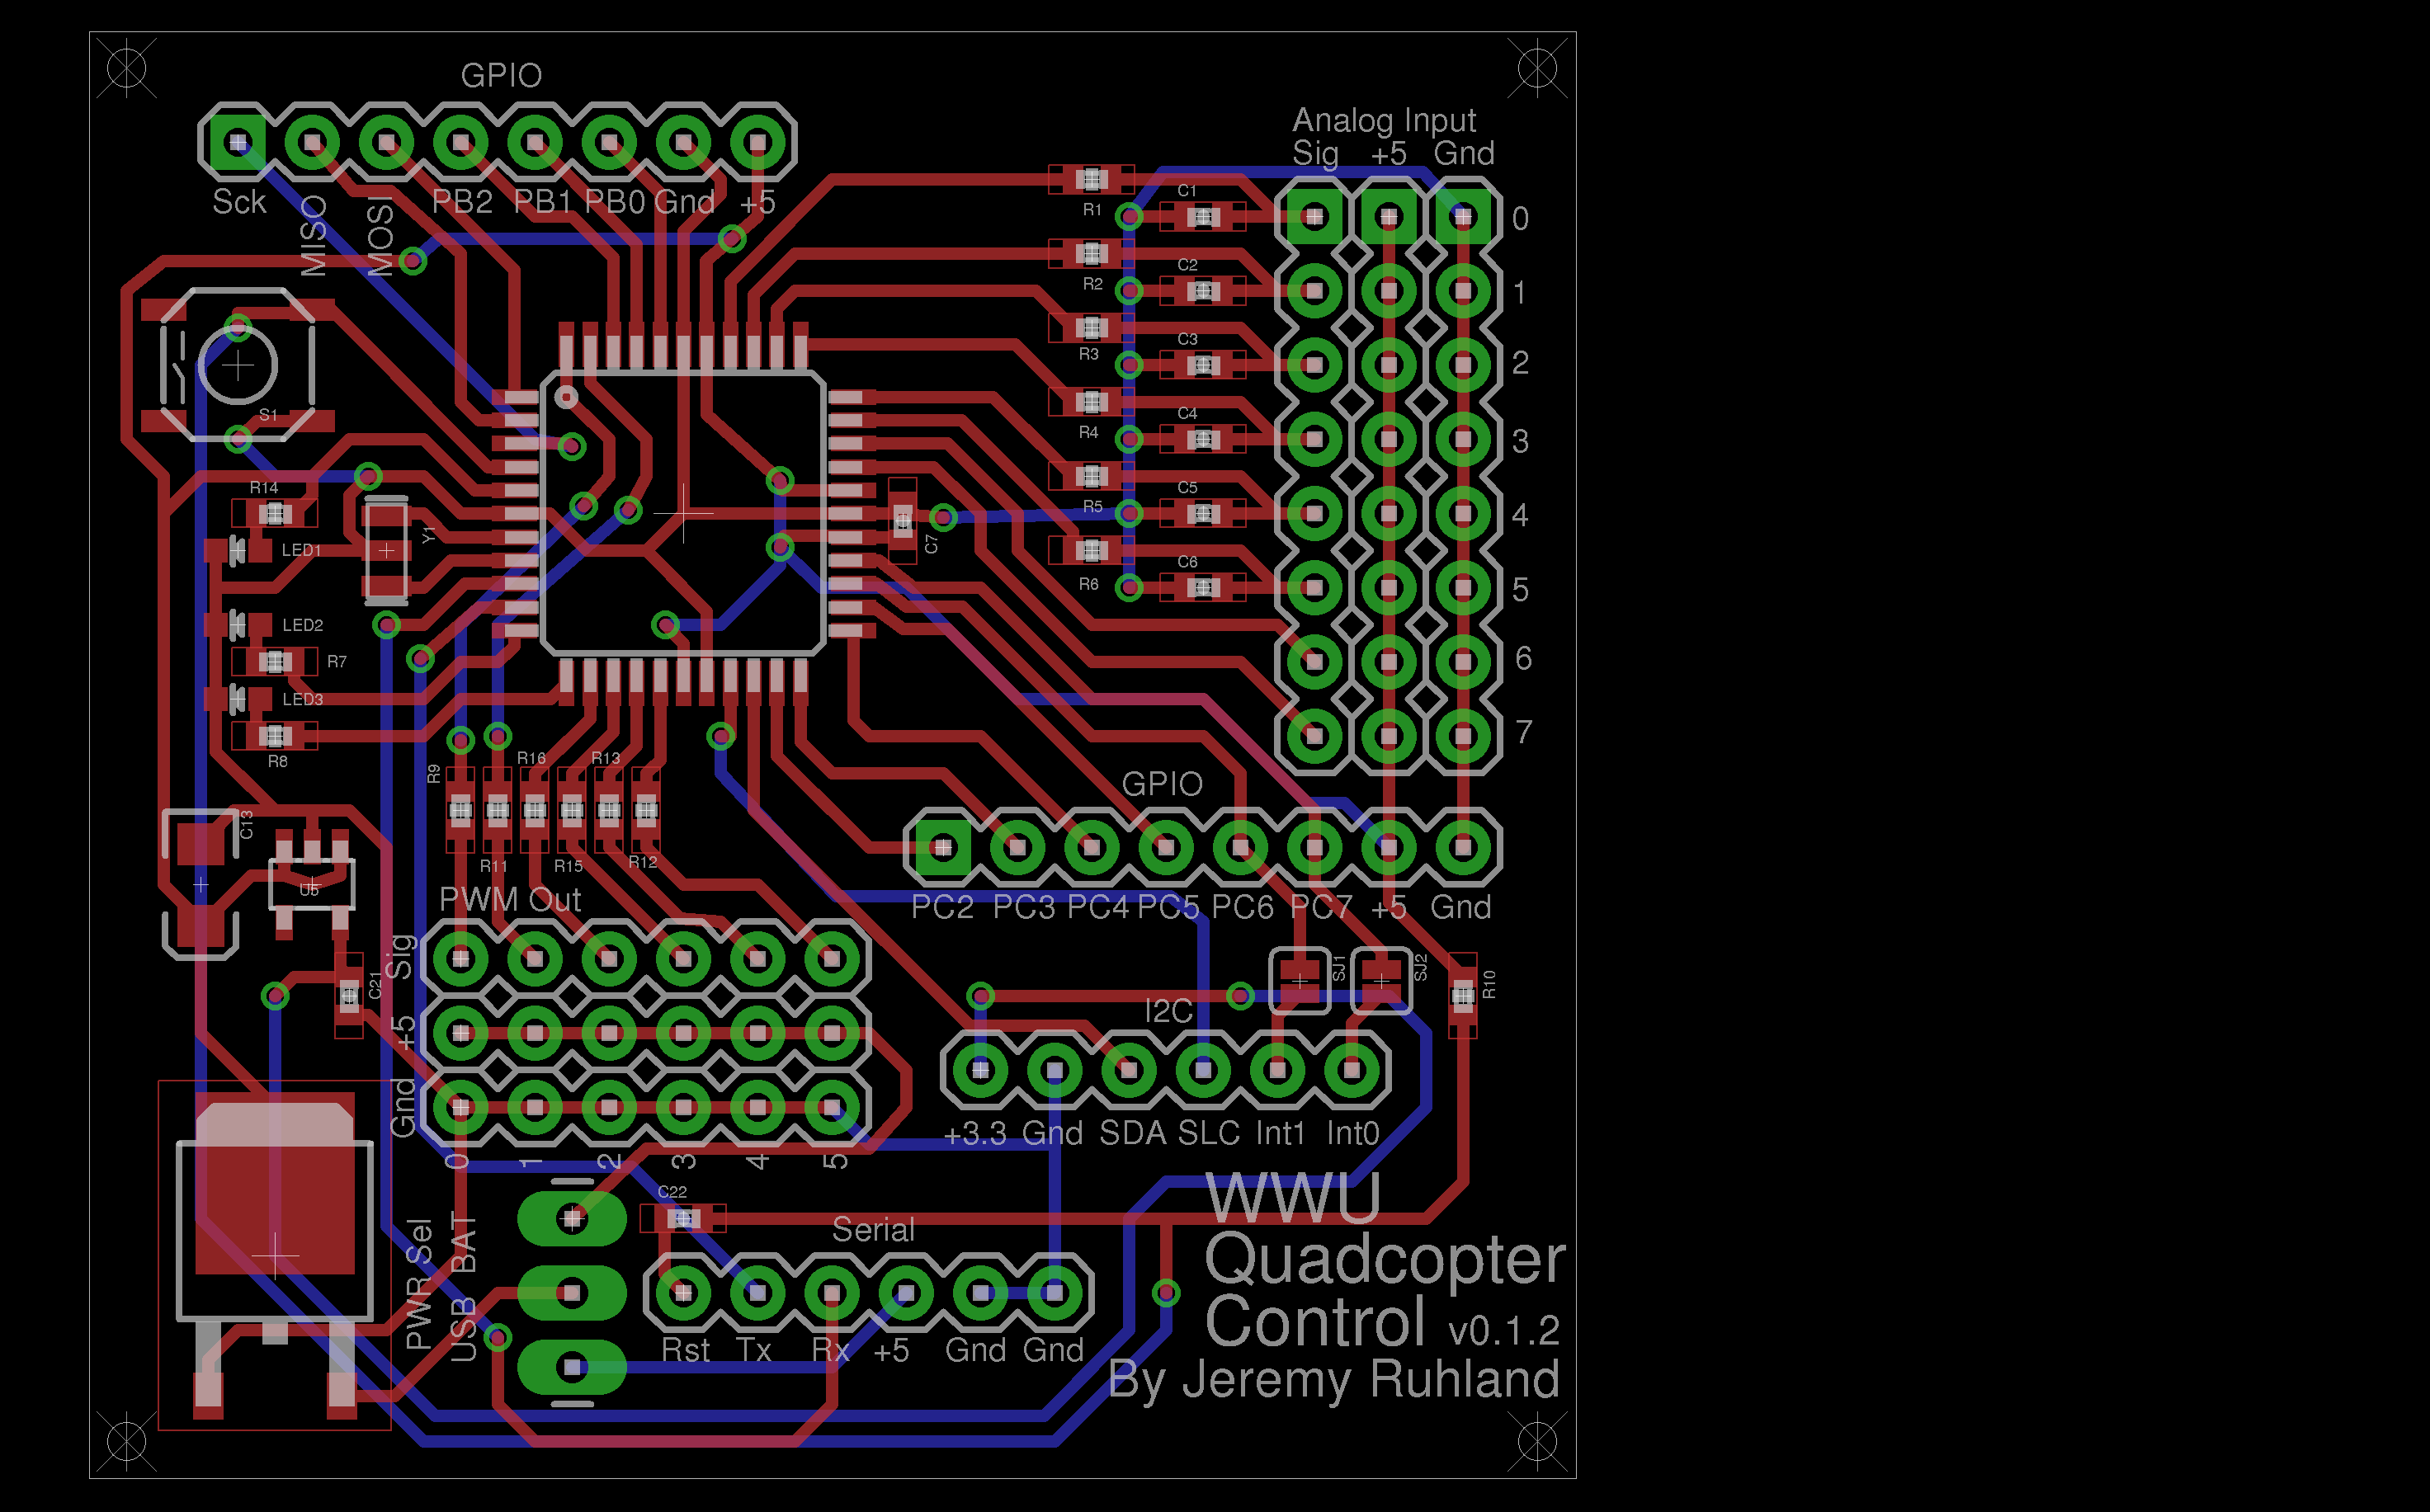 GPIO
Analog Input
Sig +5 Gnd
Sck MISO MOSI PB2 PB1 PB0 Gnd +5
R1 C1 0
R2 C2 1
R3 C3 2
S1
R4 C4 3
R14
R5 C5 4
LED1 Y1 C7
R6 C6 5
LED2
R7 6
LED3
R8 7
R9 R16 R13
GPIO
C13
R11 R15 R12
U5
PWM Out
PC2 PC3 PC4 PC5 PC6 PC7 +5 Gnd
Sig
C21
SJ1 SJ2 R10
I2C
+5
Gnd
+3.3 Gnd SDA SLC Int1 Int0
0 1 2 3 4 5
C22
PWR Sel
USB BAT
Serial
Rst Tx Rx +5 Gnd Gnd
WWU
Quadcopter
Control v0.1.2
By Jeremy Ruhland